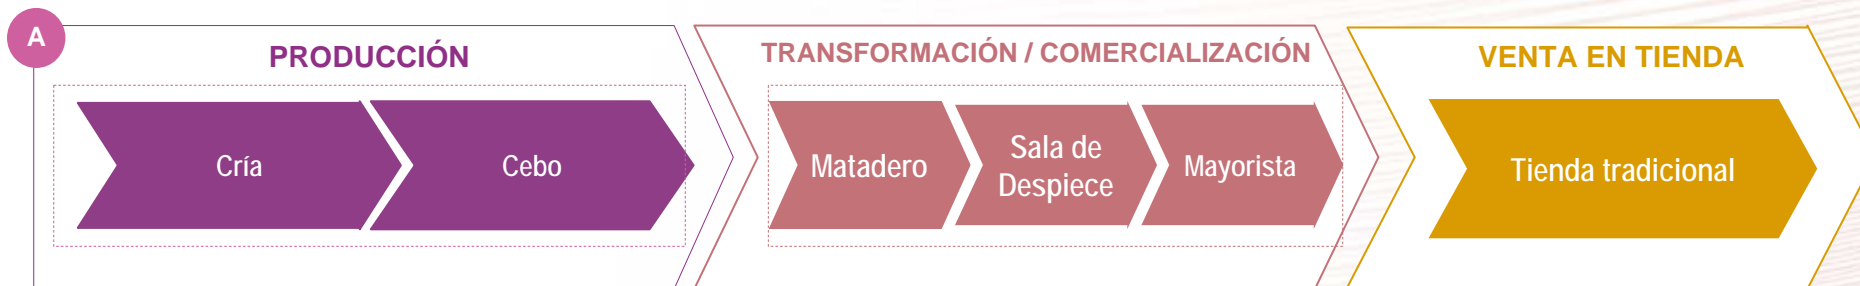 A
PRODUCCIÓN
TRANSFORMACIÓN / COMERCIALIZACIÓN
VENTA EN TIENDA
Cría
Cebo
Matadero
Sala de
Despiece
Mayorista
Tienda tradicional